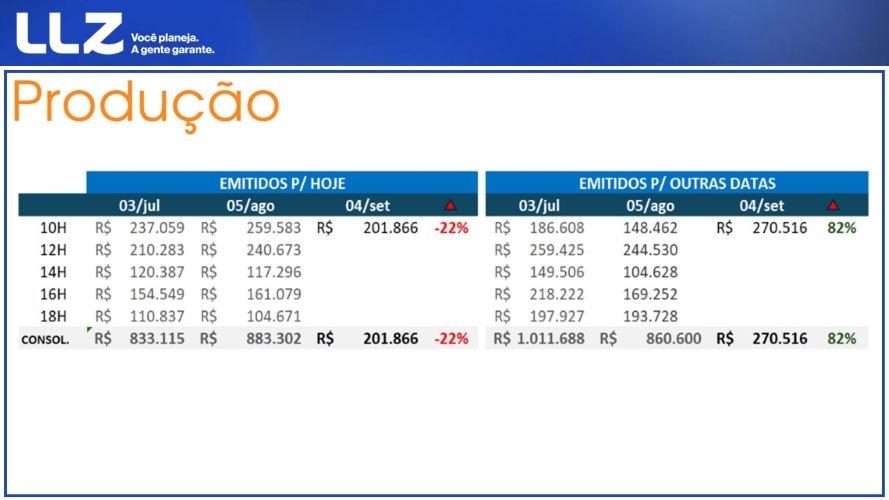 LLZ Você planeja.
A gente garante.
Produção
EMITIDOS P/ HOJE EMITIDOS P/ OUTRAS DATAS
03/jul 05/ago 04/set 03/jul 05/ago 04/set
10H R$ 237.059 R$ 259.583 R$ 201.866 -22% R$ 186.608 148.462 R$ 270.516 82%
12H R$ 210.283 R$ 240.673 R$ 259.425 244.530
14H R$ 120.387 R$ 117.296 R$ 149.506 104.628
16H R$ 154.549 R$ 161.079 R$ 218.222 169.252
18H R$ 110.837 R$ 104.671 R$ 197.927 193.728
CONSOL. R$ 833.115 R$ 883.302 R$ 201.866 -22% R$ 1.011.688 R$ 860.600 R$ 270.516 82%